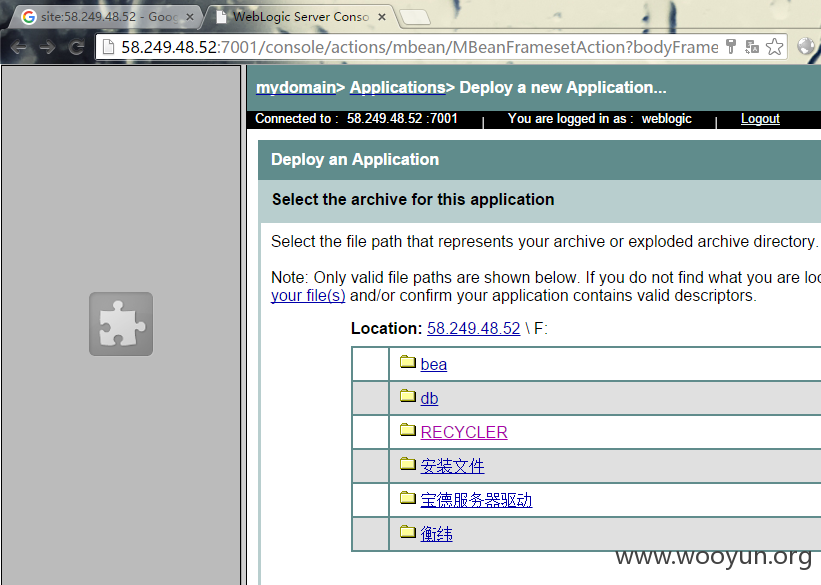 site:58.249.48.52 - Goo
WebLogic Server Conso
58.249.48.52:7001/console/actions/mbean/MBeanFramesetAction?bodyFrame
mydomain> Applications> Deploy a new Application...
Connected to : 58.249.48.52 :7001 | You are logged in as : weblogic | Logout
Deploy an Application
Select the archive for this application
Select the file path that represents your archive or exploded archive directory.
Note: Only valid file paths are shown below. If you do not find what you are loc
your file(s) and/or confirm your application contains valid descriptors.
Location: 58.249.48.52 \ F:
bea
db
RECYCLER
安装文件
宝德服务器驱动
衡纬
www.wooyun.org